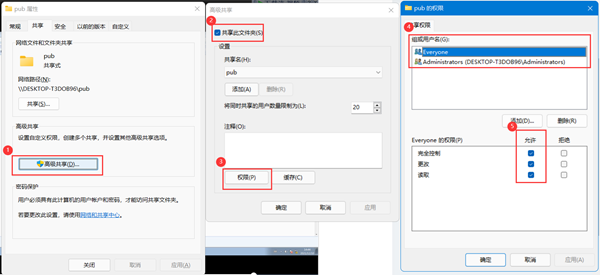 pub 属性
常规
共享
安全
以前的版本
自定义
网络文件和文件夹共享
pub
共享式
网络路径(N):
\\DESKTOP-T3DOB96\pub
共享(S)...
高级共享
设置自定义权限，创建多个共享，并设置其他高级共享选项。
1
高级共享(D)...
密码保护
用户必须具有此计算机的用户帐户和密码，才能访问共享文件夹。
若要更改此设置，请使用网络和共享中心。
关闭
取消
应用(A)
高级共享
2
共享此文件夹(S)
设置
共享名(H):
pub
添加(A)
删除(R)
将同时共享的用户数量限制为(L):
20
注释(O):
3
权限(P)
缓存(C)
确定
取消
应用
pub 的权限
4
享权限
组或用户名(G):
Everyone
Administrators (DESKTOP-T3DOB96\Administrators)
添加(D)...
删除(R)
5
Everyone 的权限(P)
允许
拒绝
完全控制
更改
读取
确定
取消
应用(A)